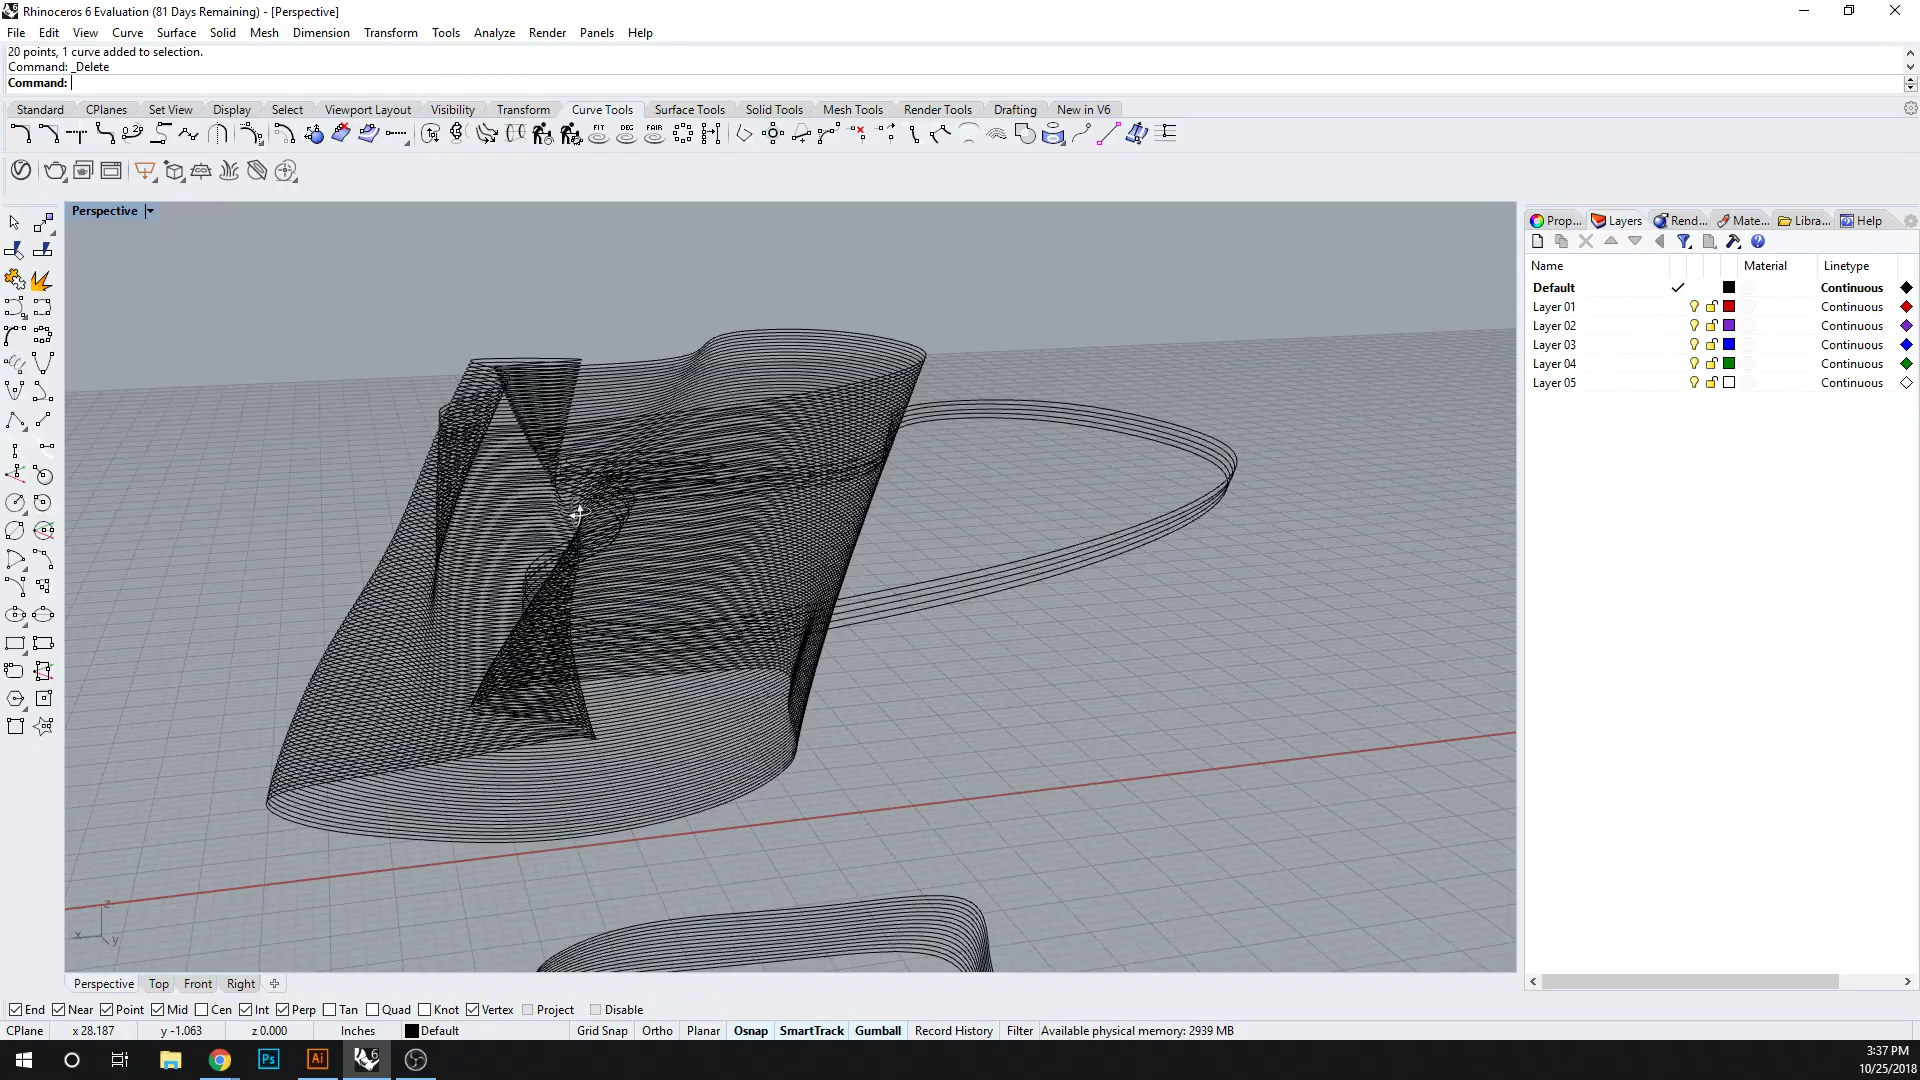 Rhinoceros 6 Evaluation (81 Days Remaining) - [Perspective]
File Edit View Curve Surface Solid Mesh Dimension Transform Tools Analyze Render Panels Help
20 points, 1 curve added to selection.
Command: _Delete
Command:
Standard CPlanes Set View Display Select Viewport Layout Visibility Transform Curve Tools Surface Tools Solid Tools Mesh Tools Render Tools Drafting New in V6
FIT DEG FAIR
Perspective
Prop... Layers Rend... Mate... Libra... Help
Name Material Linetype
Default Continuous
Layer 01 Continuous
Layer 02 Continuous
Layer 03 Continuous
Layer 04 Continuous
Layer 05 Continuous
z
x y
Perspective Top Front Right
End Near Point Mid Cen Int Perp Tan Quad Knot Vertex Project Disable
CPlane x 28.187 y -1.063 z 0.000 Inches Default Grid Snap Ortho Planar Osnap SmartTrack Gumball Record History Filter Available physical memory: 2939 MB
Ps Ai 6
3:37 PM
10/25/2018